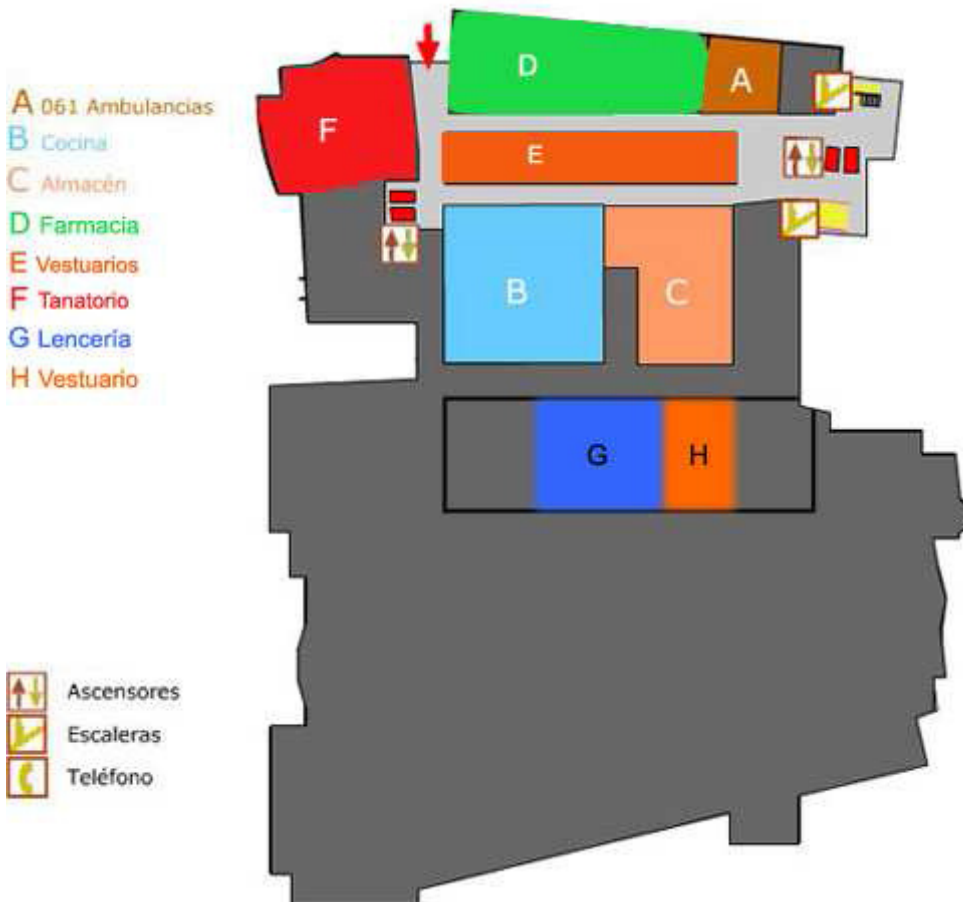 A 061 Ambulancias
B Cocina
C Almacén
D Farmacia
E Vestuarios
F Tanatorio
G Lencería
H Vestuario
D
A
F
E
B
C
G
H
Ascensores
Escaleras
Teléfono